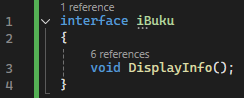 1 reference
1 interface iBuku
2 {
6 references
3 void DisplayInfo();
4 }